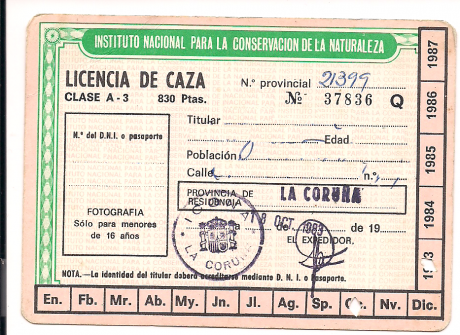 INSTITUTO NACIONAL PARA LA CONSERVACION DE LA NATURALEZA
LICENCIA DE CAZA
CLASE A-3 830 Ptas.
N.º provincial 21399
Nº 37836 Q
N.º del D.N.I. o pasaporte
FOTOGRAFIA
Sólo para menores
de 16 años
Titular
Edad
Población
Calle n.º
PROVINCIA DE
RESIDENCIA
LA CORUÑA
18 OCT. 1983 de 19
EL EXPEDIDOR,
LA CORUÑA
NOTA.—La identidad del titular deberá acreditarse mediante D. N. I. o Pasaporte.
1987
1986
1985
1984
En. Fb. Mr. Ab. My. Jn. Jl. Ag. Sp. Oc. Nv. Dic.